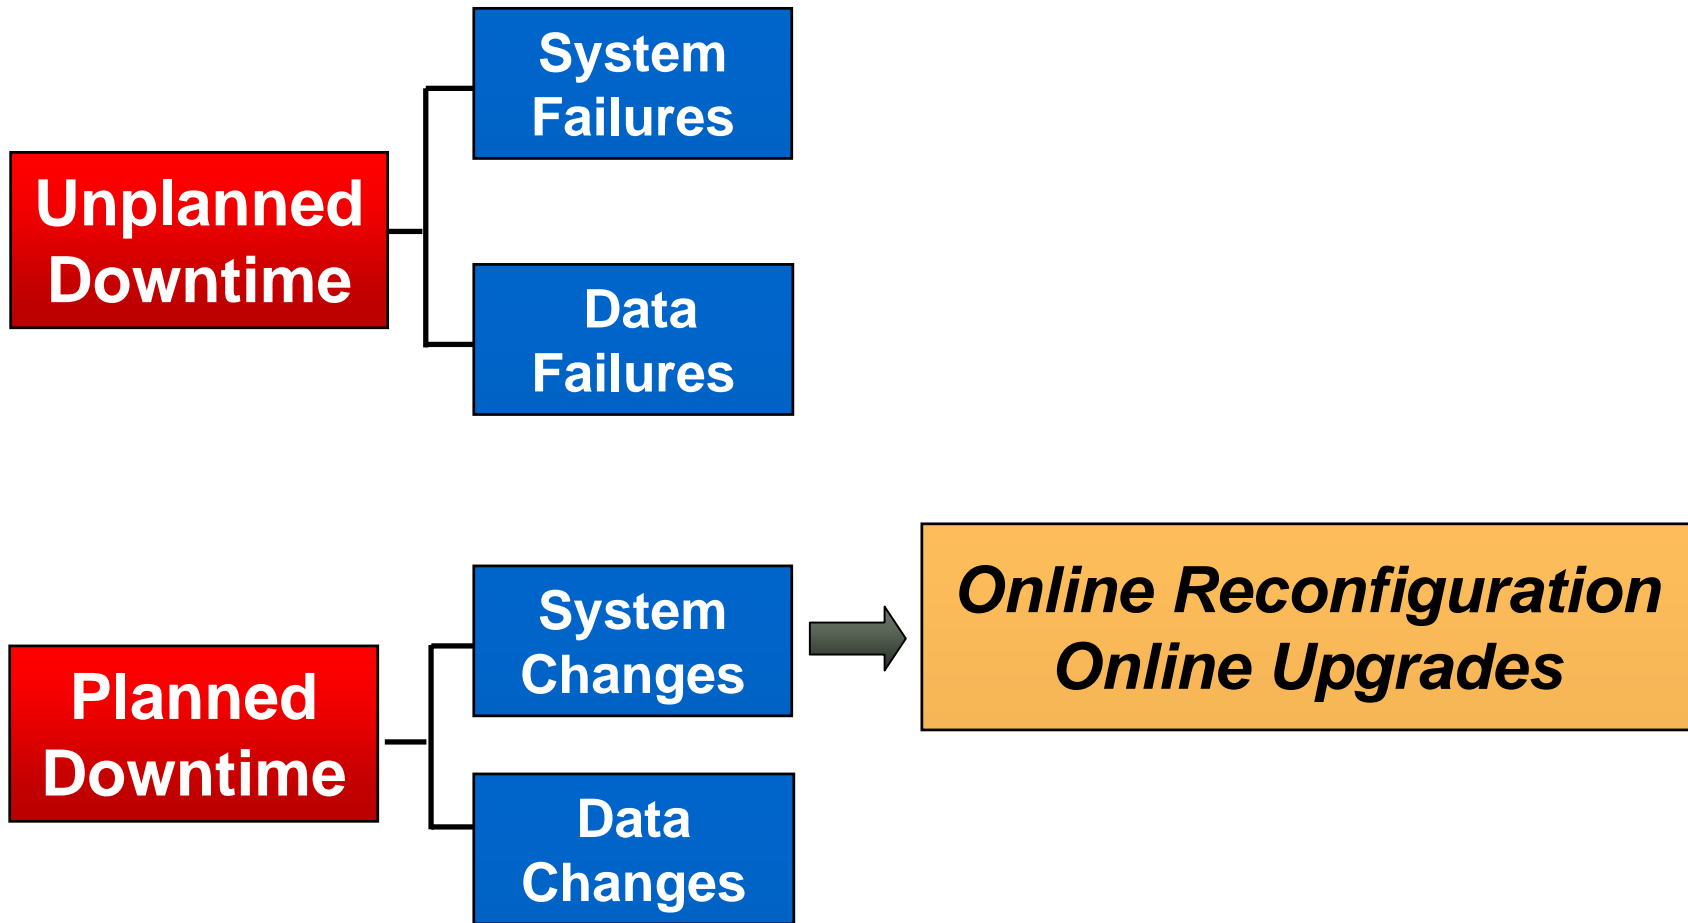 System
Failures
Unplanned
Downtime
Data
Failures
System
Changes
Online Reconfiguration
Online Upgrades
Planned
Downtime
Data
Changes